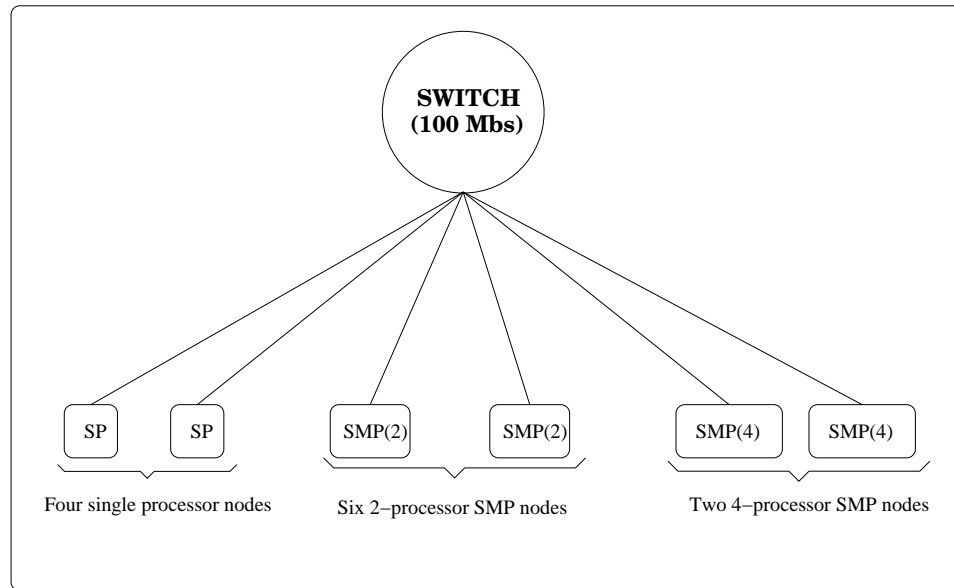 SWITCH
(100 Mbs)
SP
SP
SMP(2)
SMP(2)
SMP(4)
SMP(4)
Four single processor nodes
Six 2−processor SMP nodes
Two 4−processor SMP nodes